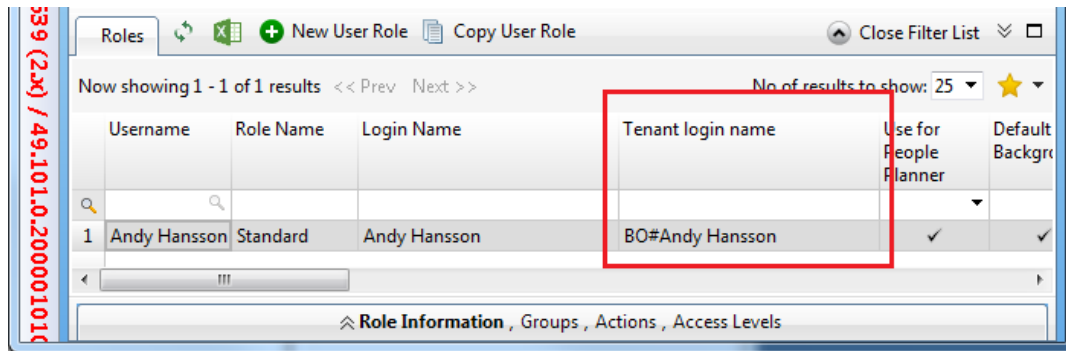 639 (2.x) / 49.101.0.200001010
Roles New User Role Copy User Role Close Filter List
Now showing 1 - 1 of 1 results << Prev Next >> No of results to show: 25
Username Role Name Login Name Tenant login name Use for People Planner Default Backgro
1 Andy Hansson Standard Andy Hansson BO#Andy Hansson
Role Information , Groups , Actions , Access Levels